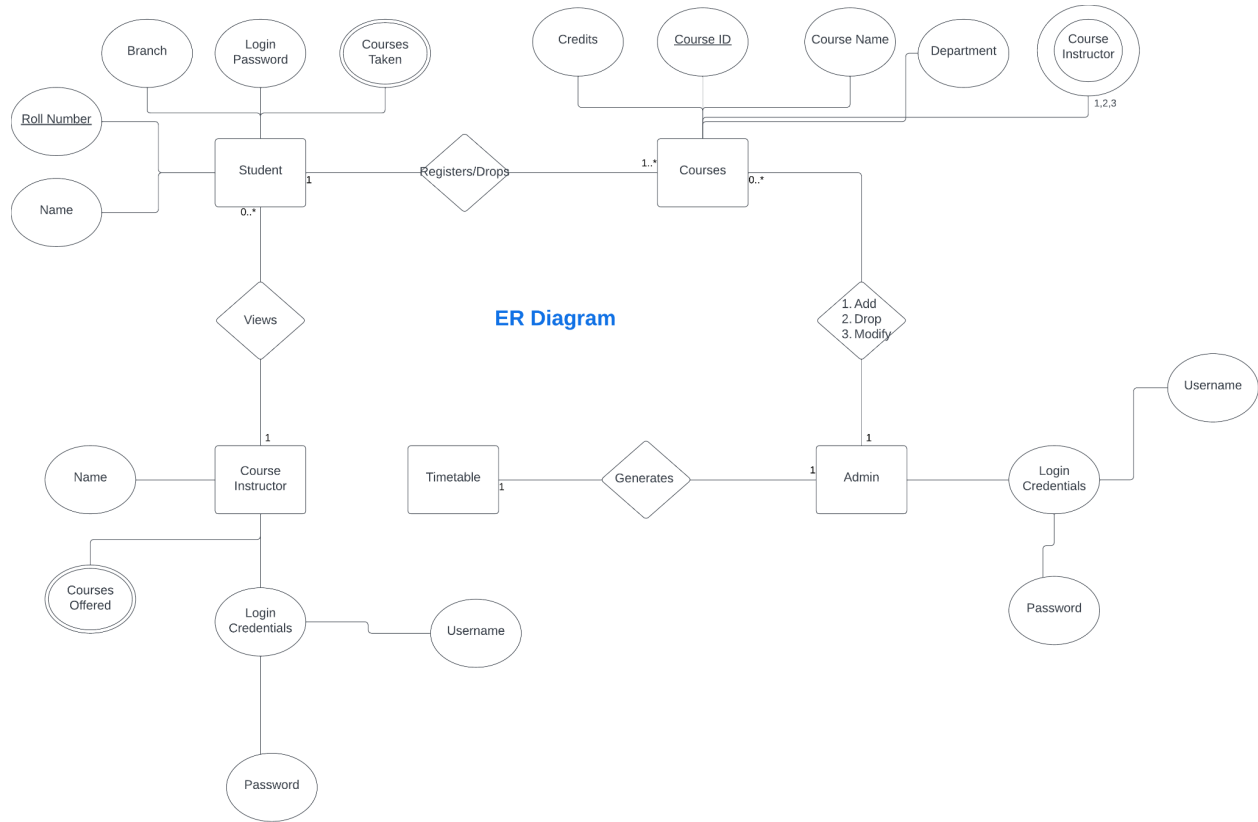 Branch
Login
Password
Courses
Taken
Credits
Course ID
Course Name
Department
Course
Instructor
1,2,3
Roll Number
Name
Student
1
0..*
Registers/Drops
1..*
Courses
0..*
Views
ER Diagram
1. Add
2. Drop
3. Modify
Username
1
1
Name
Course
Instructor
Timetable
1
Generates
1
Admin
Login
Credentials
Courses
Offered
Login
Credentials
Username
Password
Password